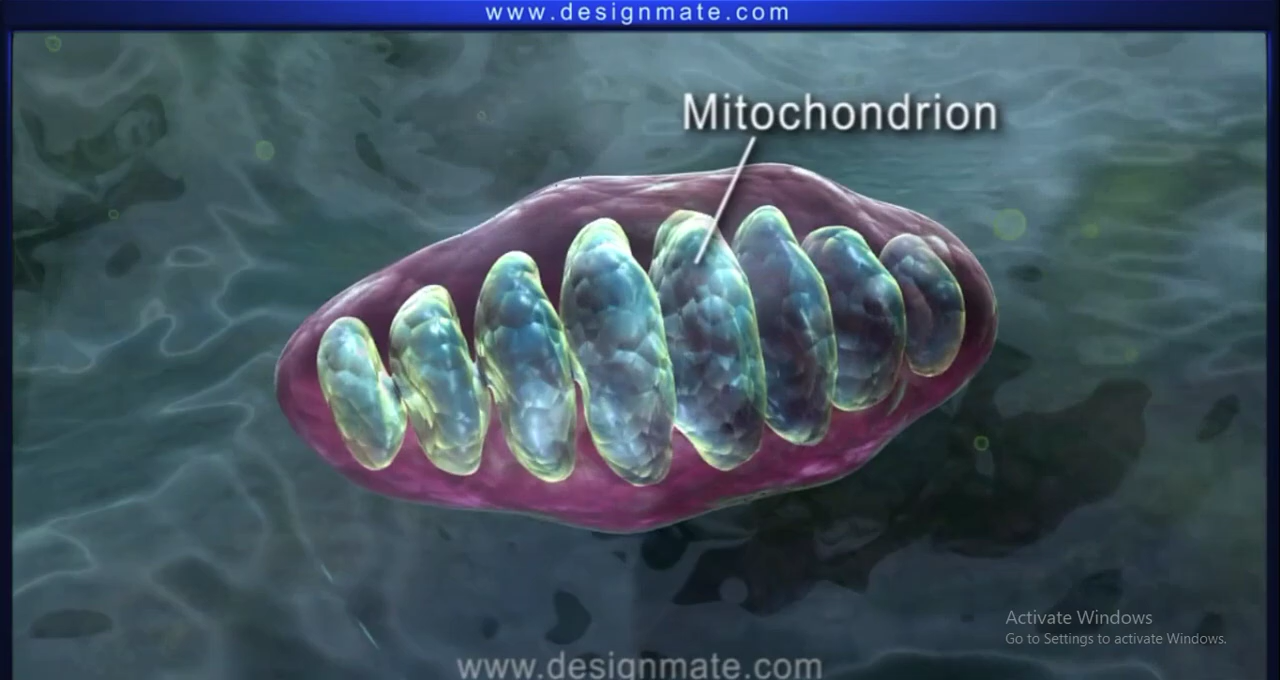 www.designmate.com
Mitochondrion
Activate Windows
Go to Settings to activate Windows.
www.designmate.com